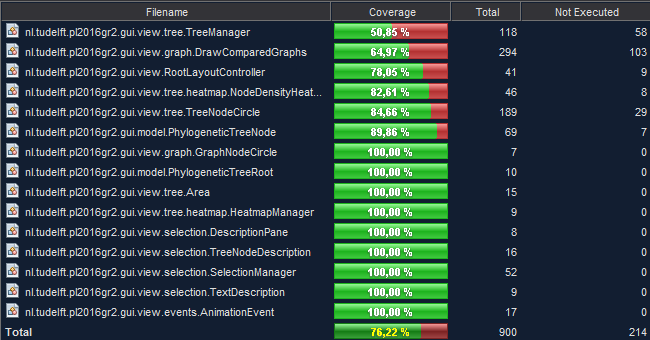 Filename Coverage Total Not Executed
nl.tudelft.pl2016gr2.gui.view.tree.TreeManager 50,85 % 118 58
nl.tudelft.pl2016gr2.gui.view.graph.DrawComparedGraphs 64,97 % 294 103
nl.tudelft.pl2016gr2.gui.view.RootLayoutController 78,05 % 41 9
nl.tudelft.pl2016gr2.gui.view.tree.heatmap.NodeDensityHeat... 82,61 % 46 8
nl.tudelft.pl2016gr2.gui.view.tree.TreeNodeCircle 84,66 % 189 29
nl.tudelft.pl2016gr2.gui.model.PhylogeneticTreeNode 89,86 % 69 7
nl.tudelft.pl2016gr2.gui.view.graph.GraphNodeCircle 100,00 % 7 0
nl.tudelft.pl2016gr2.gui.model.PhylogeneticTreeRoot 100,00 % 10 0
nl.tudelft.pl2016gr2.gui.view.tree.Area 100,00 % 15 0
nl.tudelft.pl2016gr2.gui.view.tree.heatmap.HeatmapManager 100,00 % 9 0
nl.tudelft.pl2016gr2.gui.view.selection.DescriptionPane 100,00 % 8 0
nl.tudelft.pl2016gr2.gui.view.selection.TreeNodeDescription 100,00 % 16 0
nl.tudelft.pl2016gr2.gui.view.selection.SelectionManager 100,00 % 52 0
nl.tudelft.pl2016gr2.gui.view.selection.TextDescription 100,00 % 9 0
nl.tudelft.pl2016gr2.gui.view.events.AnimationEvent 100,00 % 17 0
Total 76,22 % 900 214